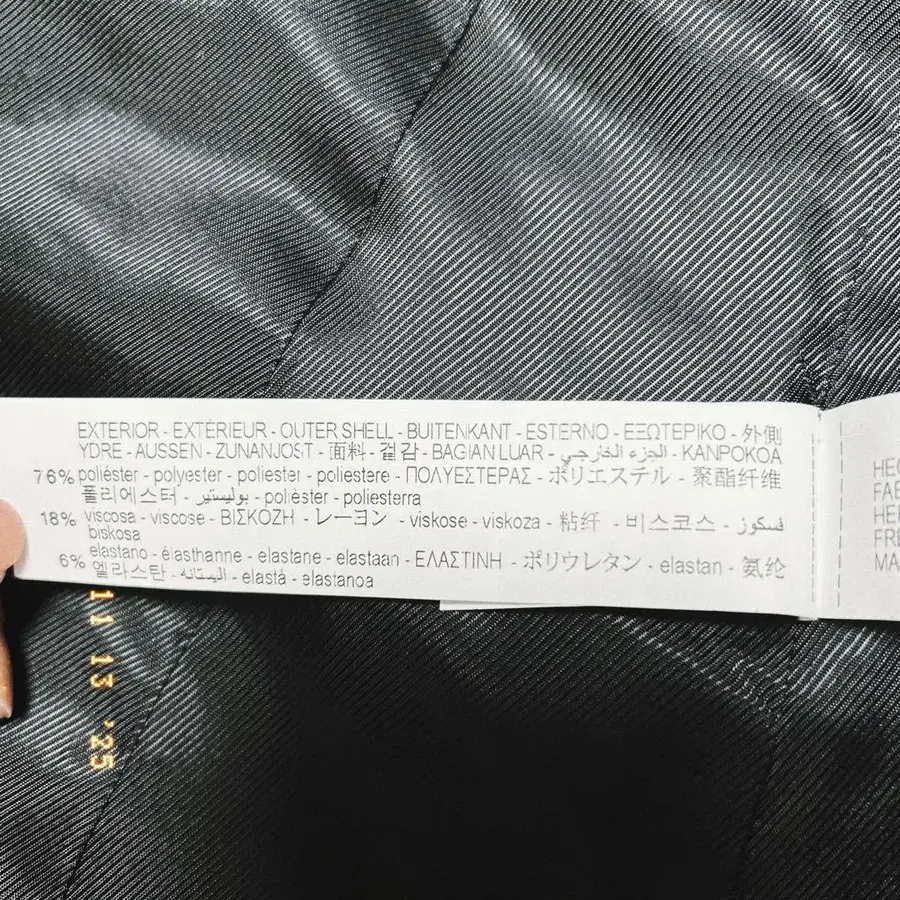 EXTERIOR - EXTÉRIEUR - OUTER SHELL - BUITENKANT - ESTERNO - ΕΞΩΤΕΡΙΚΟ - 外側
YDRE - AUSSEN - ZUNANJOST - 面料 - 겉감 - BAGIAN LUAR - الجزء الخارجي - KANPOKOA
76% poliéster - polyester - poliester - poliestere - ΠΟΛΥΕΣΤΕΡΑΣ - ポリエステル - 聚酯纤维
폴리에스터 - بوليستير - polièster - poliesterra
18% viscosa - viscose - ΒΙΣΚΟΖΗ - レーヨン - viskose - viskoza - 粘纤 - 비스코스 - فسكوز
biskosa
6% elastano - élasthanne - elastane - elastaan - ΕΛΑΣΤΙΝΗ - ポリウレタン - elastan - 氨纶
엘라스탄 - اليستانه - elastà - elastanoa
11 13 '25